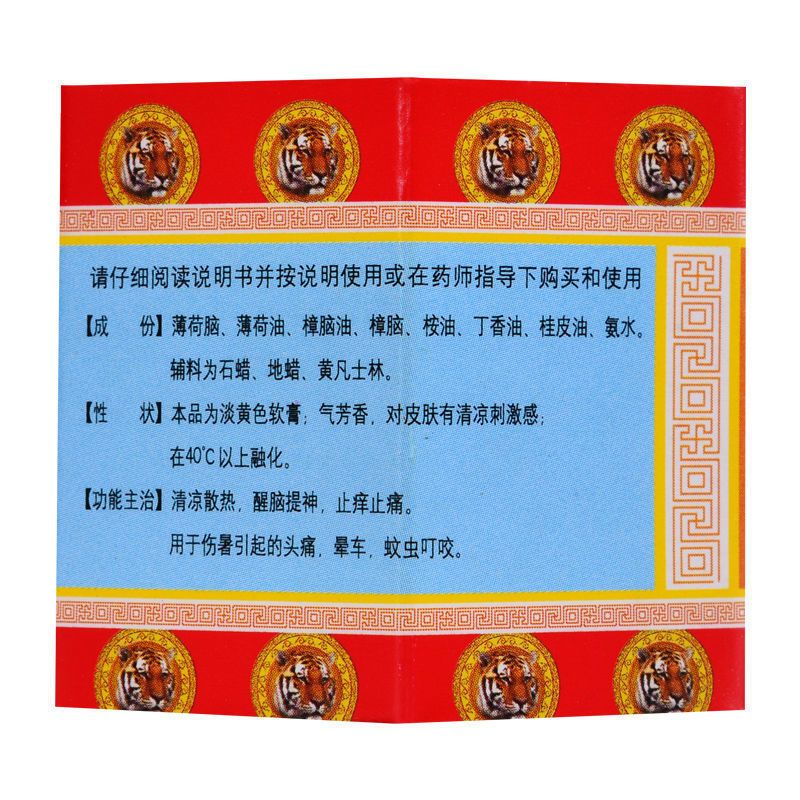 请仔细阅读说明书并按说明使用或在药师指导下购买和使用
【成 份】薄荷脑、薄荷油、樟脑油、樟脑、桉油、丁香油、桂皮油、氨水。
辅料为石蜡、地蜡、黄凡士林。
【性 状】本品为淡黄色软膏；气芳香，对皮肤有清凉刺激感；
在40℃以上融化。
【功能主治】清凉散热，醒脑提神，止痒止痛。
用于伤暑引起的头痛，晕车，蚊虫叮咬。